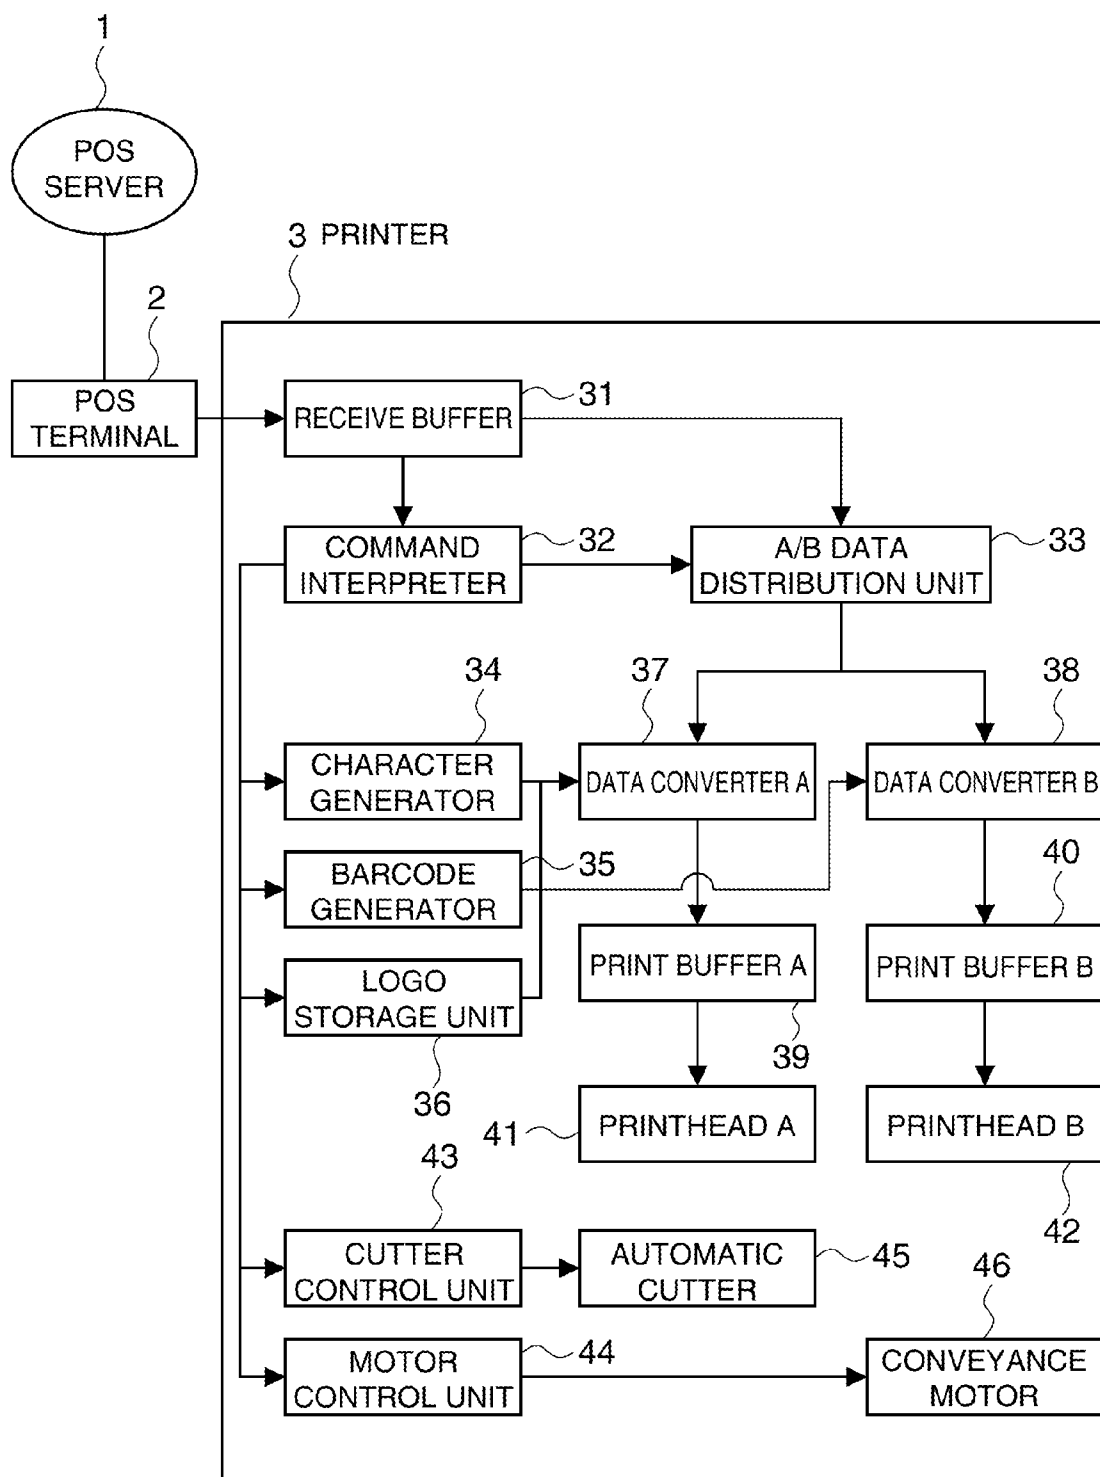 1
POS
SERVER
3 PRINTER
2
POS
TERMINAL
RECEIVE BUFFER
31
COMMAND
INTERPRETER
32
A/B DATA
DISTRIBUTION UNIT
33
34
37
38
CHARACTER
GENERATOR
DATA CONVERTER A
DATA CONVERTER B
BARCODE
GENERATOR
35
40
LOGO
STORAGE UNIT
PRINT BUFFER A
PRINT BUFFER B
36
39
41
PRINTHEAD A
PRINTHEAD B
43
42
CUTTER
CONTROL UNIT
AUTOMATIC
CUTTER
45
46
MOTOR
CONTROL UNIT
44
CONVEYANCE
MOTOR